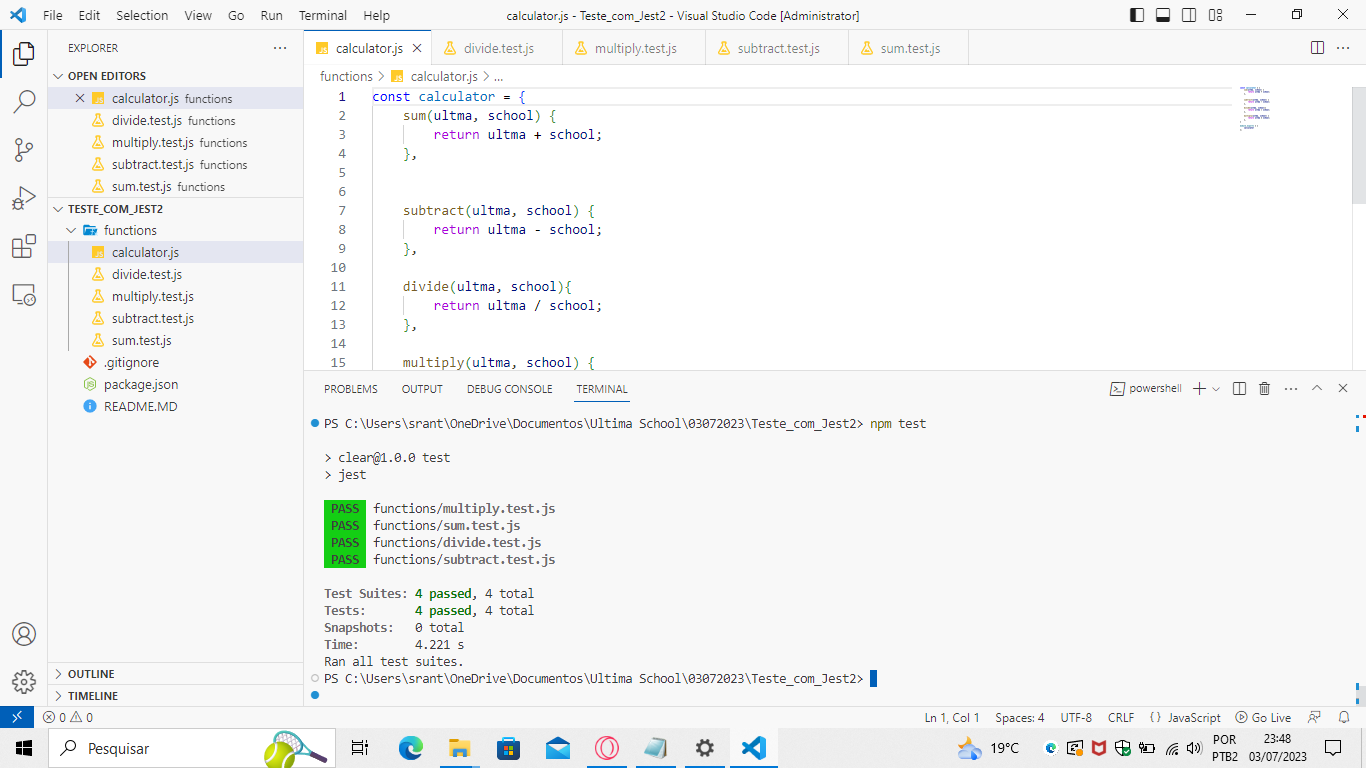 File Edit Selection View Go Run Terminal Help
calculator.js - Teste_com_Jest2 - Visual Studio Code [Administrator]
EXPLORER
OPEN EDITORS
calculator.js functions
divide.test.js functions
multiply.test.js functions
subtract.test.js functions
sum.test.js functions
TESTE_COM_JEST2
functions
calculator.js
divide.test.js
multiply.test.js
subtract.test.js
sum.test.js
.gitignore
package.json
README.MD
OUTLINE
TIMELINE
calculator.js divide.test.js multiply.test.js subtract.test.js sum.test.js
functions > calculator.js > ...
1 const calculator = {
2 sum(ultma, school) {
3 return ultma + school;
4 },
5
6
7 subtract(ultma, school) {
8 return ultma - school;
9 },
10
11 divide(ultma, school){
12 return ultma / school;
13 },
14
15 multiply(ultma, school) {
PROBLEMS OUTPUT DEBUG CONSOLE TERMINAL
powershell
PS C:\Users\srant\OneDrive\Documentos\Ultima School\03072023\Teste_com_Jest2> npm test
> clear@1.0.0 test
> jest
PASS functions/multiply.test.js
PASS functions/sum.test.js
PASS functions/divide.test.js
PASS functions/subtract.test.js
Test Suites: 4 passed, 4 total
Tests: 4 passed, 4 total
Snapshots: 0 total
Time: 4.221 s
Ran all test suites.
PS C:\Users\srant\OneDrive\Documentos\Ultima School\03072023\Teste_com_Jest2>
0 0
Ln 1, Col 1 Spaces: 4 UTF-8 CRLF {} JavaScript Go Live
Pesquisar
19°C
POR
PTB2
23:48
03/07/2023